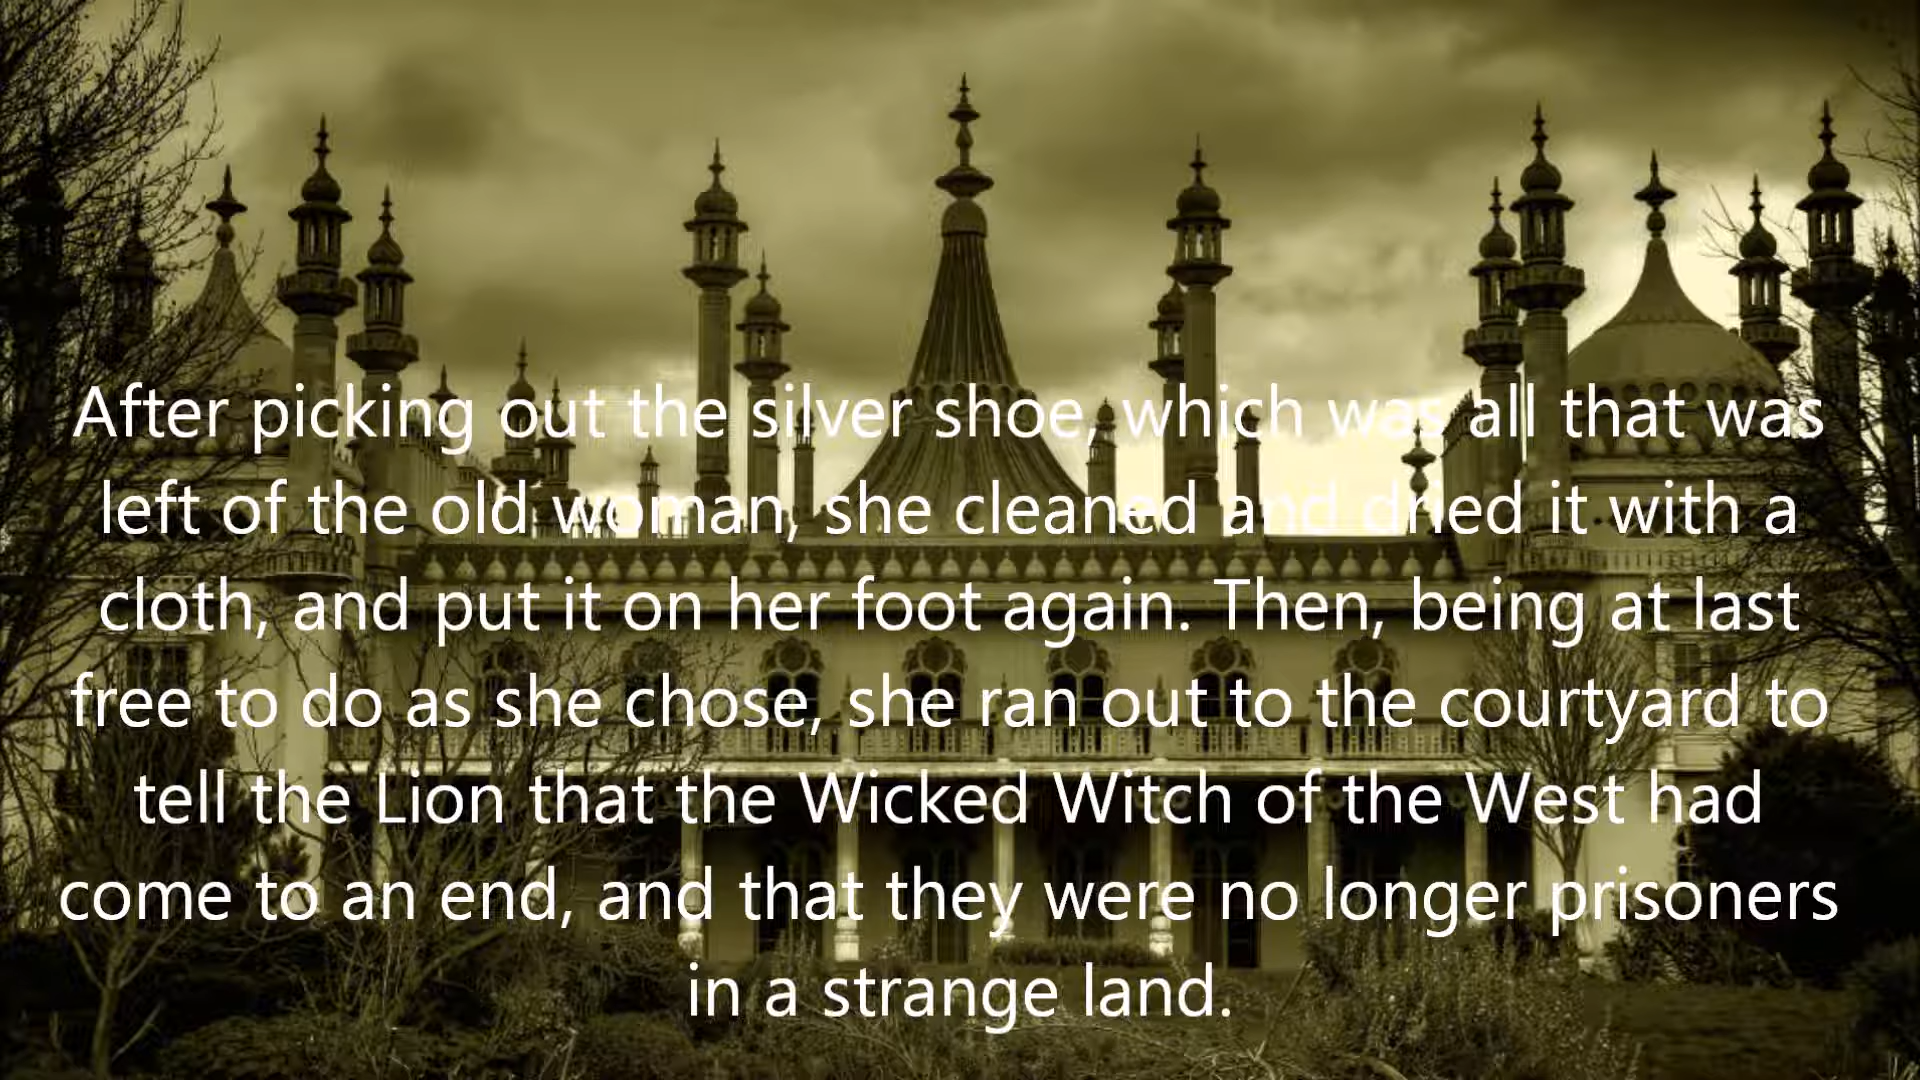 After picking out the silver shoe, which was all that was
left of the old woman, she cleaned and dried it with a
cloth, and put it on her foot again. Then, being at last
free to do as she chose, she ran out to the courtyard to
tell the Lion that the Wicked Witch of the West had
come to an end, and that they were no longer prisoners
in a strange land.